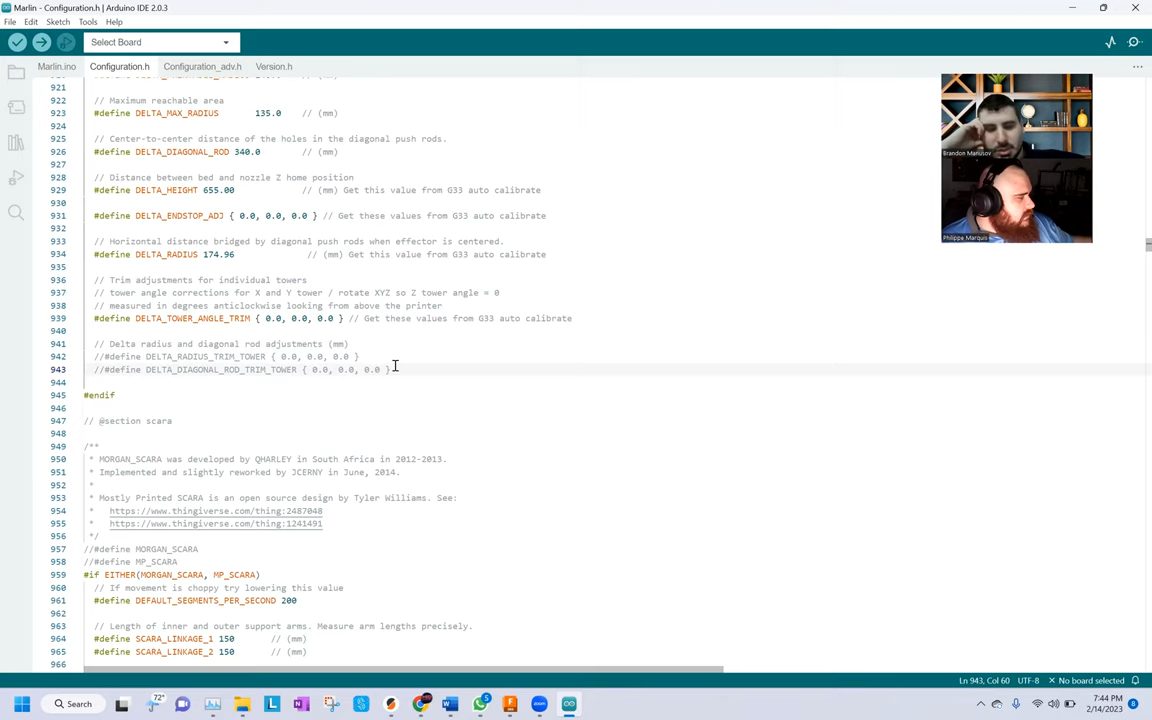 Marlin - Configuration.h | Arduino IDE 2.0.3
File Edit Sketch Tools Help
Select Board
Marlin.ino Configuration.h Configuration_adv.h Version.h
921
922 // Maximum reachable area
923 #define DELTA_MAX_RADIUS 135.0 // (mm)
924
925 // Center-to-center distance of the holes in the diagonal push rods.
926 #define DELTA_DIAGONAL_ROD 340.0 // (mm)
927
928 // Distance between bed and nozzle Z home position
929 #define DELTA_HEIGHT 655.00 // (mm) Get this value from G33 auto calibrate
930
931 #define DELTA_ENDSTOP_ADJ { 0.0, 0.0, 0.0 } // Get these values from G33 auto calibrate
932
933 // Horizontal distance bridged by diagonal push rods when effector is centered.
934 #define DELTA_RADIUS 174.96 // (mm) Get this value from G33 auto calibrate
935
936 // Trim adjustments for individual towers
937 // tower angle corrections for X and Y tower / rotate XYZ so Z tower angle = 0
938 // measured in degrees anticlockwise looking from above the printer
939 #define DELTA_TOWER_ANGLE_TRIM { 0.0, 0.0, 0.0 } // Get these values from G33 auto calibrate
940
941 // Delta radius and diagonal rod adjustments (mm)
942 //#define DELTA_RADIUS_TRIM_TOWER { 0.0, 0.0, 0.0 }
943 //#define DELTA_DIAGONAL_ROD_TRIM_TOWER { 0.0, 0.0, 0.0 }
944
945 #endif
946
947 // @section scara
948
949 /**
950 * MORGAN_SCARA was developed by QHARLEY in South Africa in 2012-2013.
951 * Implemented and slightly reworked by JCERNY in June, 2014.
952 *
953 * Mostly Printed SCARA is an open source design by Tyler Williams. See:
954 * https://www.thingiverse.com/thing:2487048
955 * https://www.thingiverse.com/thing:1241491
956 */
957 //#define MORGAN_SCARA
958 //#define MP_SCARA
959 #if EITHER(MORGAN_SCARA, MP_SCARA)
960 // If movement is choppy try lowering this value
961 #define DEFAULT_SEGMENTS_PER_SECOND 200
962
963 // Length of inner and outer support arms. Measure arm lengths precisely.
964 #define SCARA_LINKAGE_1 150 // (mm)
965 #define SCARA_LINKAGE_2 150 // (mm)
966
Brandon Manusov
Philippe Marquis
Ln 943, Col 60 UTF-8 No board selected
Search
72°
5
7:44 PM
2/14/2023
8